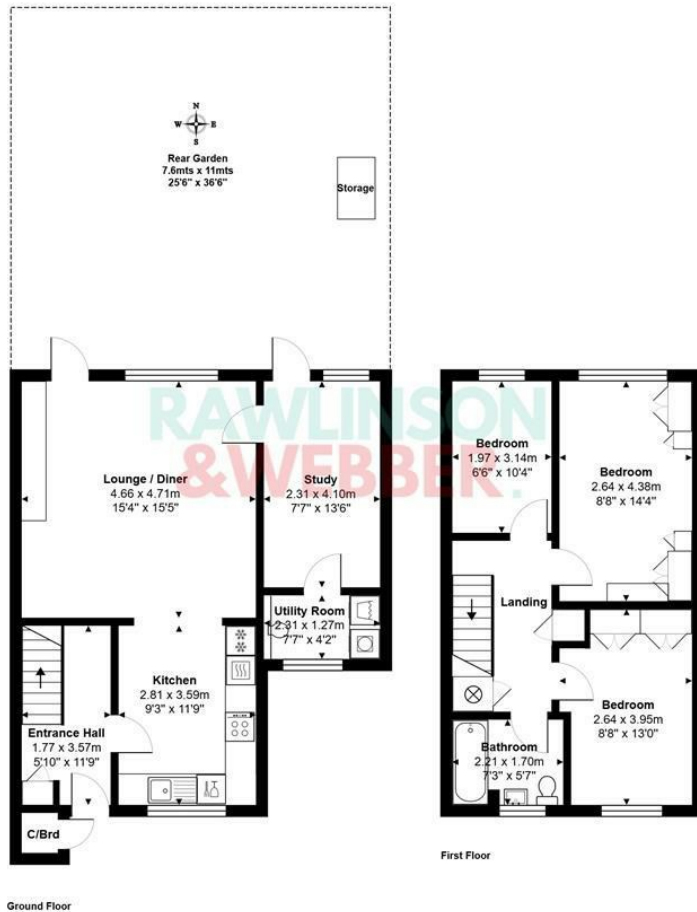 N
W E
S
Rear Garden
7.6mts x 11mts
25'6" x 36'6"
Storage
RAWLINSON
&WEBBER.
Lounge / Diner
4.66 x 4.71m
15'4" x 15'5"
Study
2.31 x 4.10m
7'7" x 13'6"
Utility Room
2.31 x 1.27m
7'7" x 4'2"
Kitchen
2.81 x 3.59m
9'3" x 11'9"
Entrance Hall
1.77 x 3.57m
5'10" x 11'9"
C/Brd
Ground Floor
Bedroom
1.97 x 3.14m
6'6" x 10'4"
Bedroom
2.64 x 4.38m
8'8" x 14'4"
Landing
Bedroom
2.64 x 3.95m
8'8" x 13'0"
Bathroom
2.21 x 1.70m
7'3" x 5'7"
First Floor